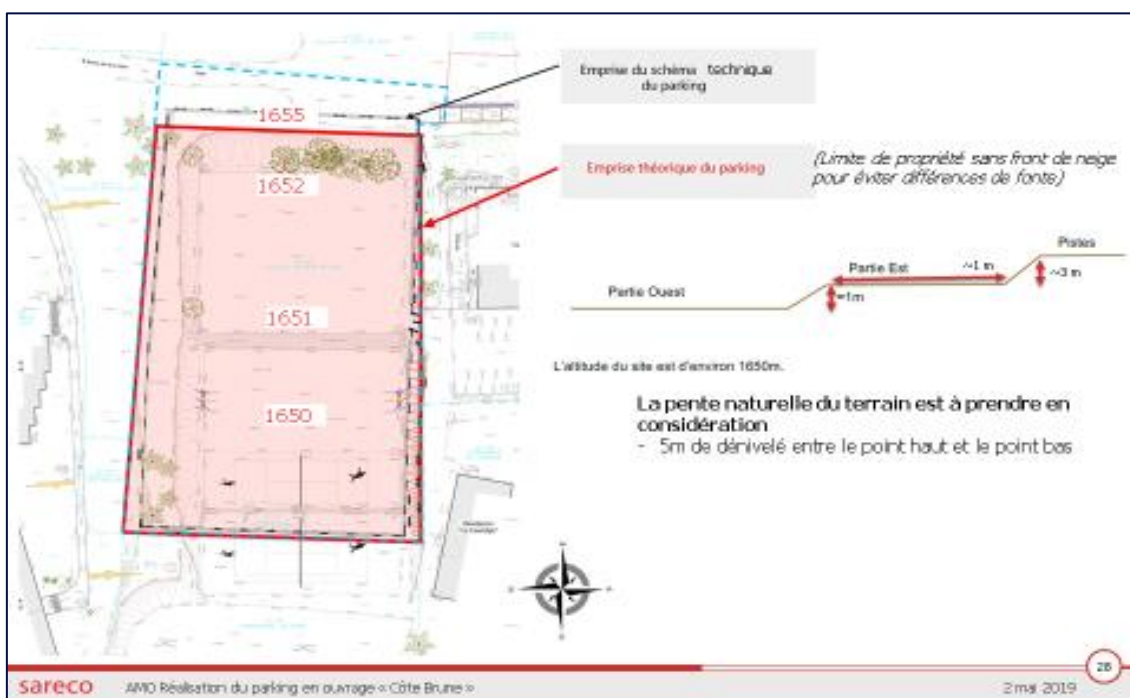 1655
1652
1651
1650
Emprise du schéma technique
du parking
Emprise théorique du parking
(Limite de propriété sans front de neige
pour éviter différences de fonte)
Pistes
Partie Est
~1 m
~3 m
Partie Ouest
≈1m
L'altitude du site est d'environ 1650m.
La pente naturelle du terrain est à prendre en
considération
- 5m de dénivelé entre le point haut et le point bas
28
sareco
AMO Réalisation du parking en ouvrage « Côte Brune »
2 mai 2019